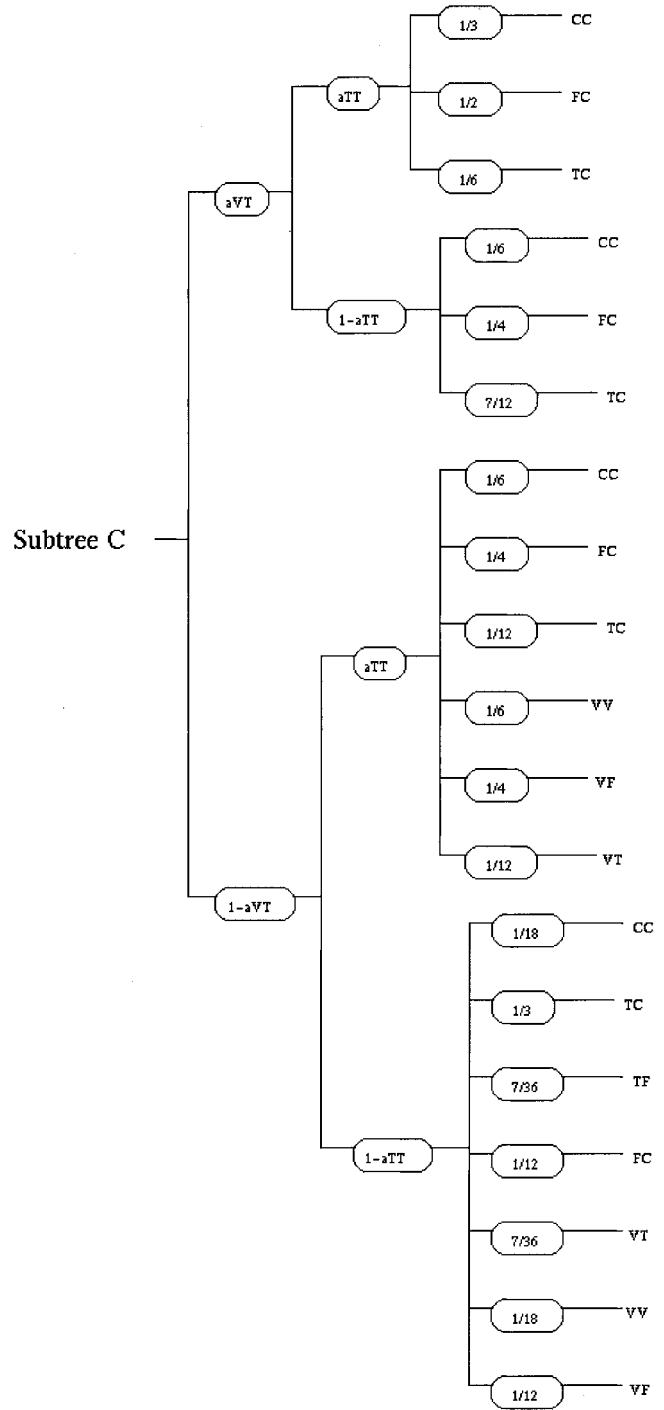 1/3 CC
aTT 1/2 FC
1/6 TC
aVT
1/6 CC
1-aTT 1/4 FC
7/12 TC
1/6 CC
Subtree C
1/4 FC
1/12 TC
aTT
1/6 VV
1/4 VF
1/12 VT
1-aVT
1/18 CC
1/3 TC
7/36 TF
1-aTT 1/12 FC
7/36 VT
1/18 VV
1/12 VF